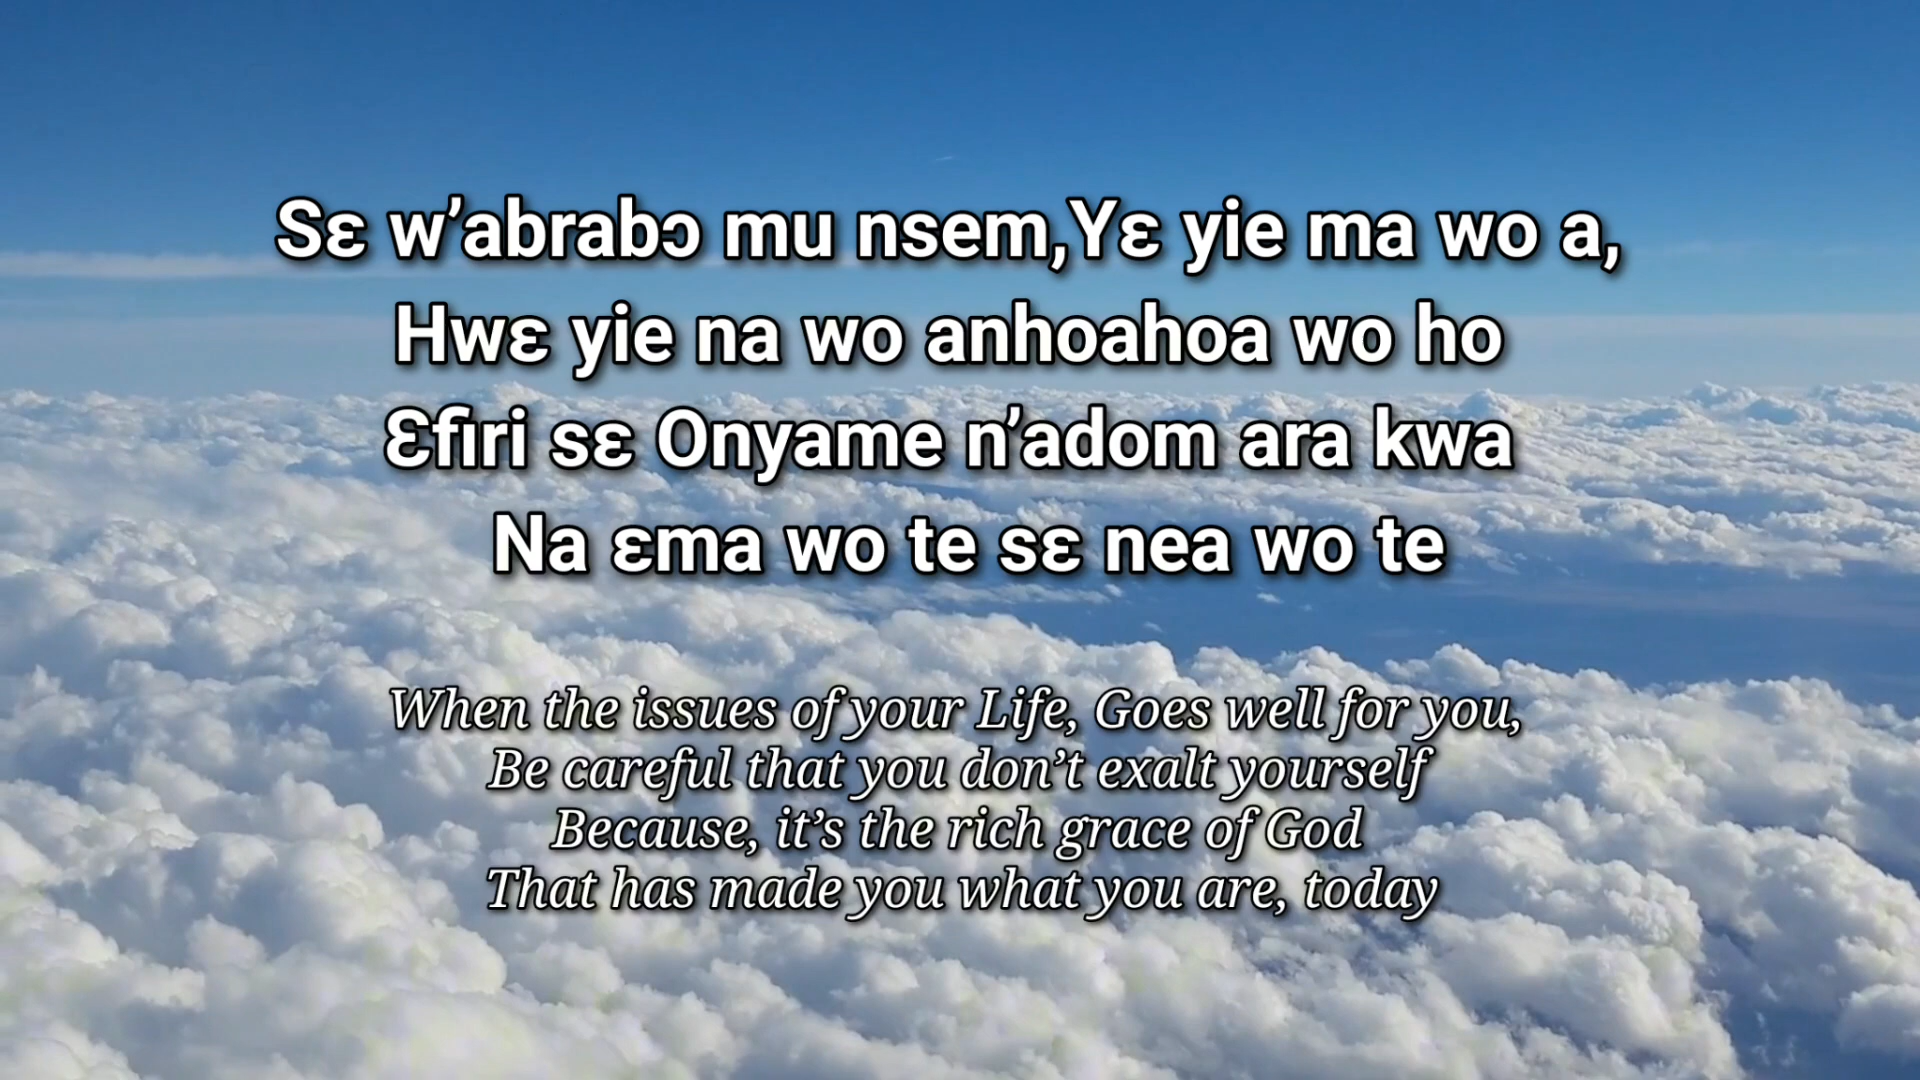 Sɛ w’abrabɔ mu nsem,Yɛ yie ma wo a,
Hwɛ yie na wo anhoahoa wo ho
Ɛfiri sɛ Onyame n’adom ara kwa
Na ɛma wo te sɛ nea wo te
When the issues of your Life, Goes well for you,
Be careful that you don’t exalt yourself
Because, it’s the rich grace of God
That has made you what you are, today